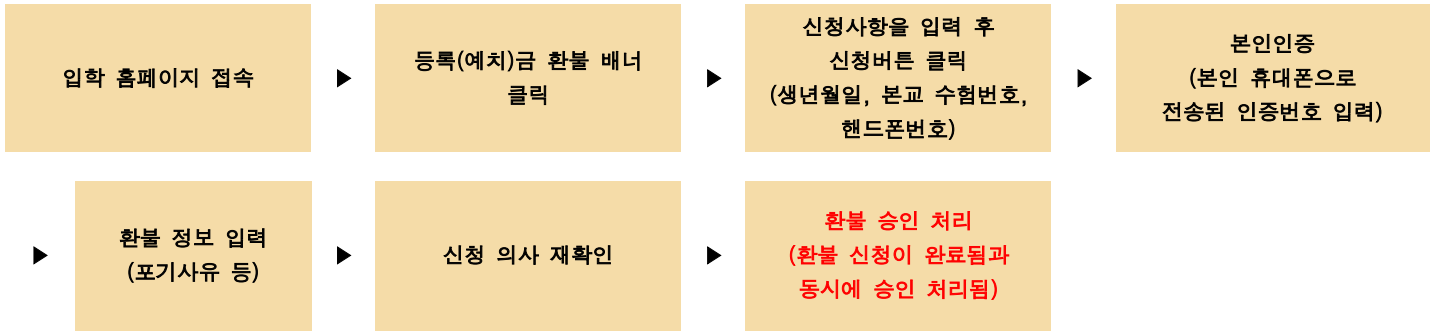 입학 홈페이지 접속
▶
등록(예치)금 환불 배너
클릭
▶
신청사항을 입력 후
신청버튼 클릭
(생년월일, 본교 수험번호,
핸드폰번호)
▶
본인인증
(본인 휴대폰으로
전송된 인증번호 입력)
▶
환불 정보 입력
(포기사유 등)
▶
신청 의사 재확인
▶
환불 승인 처리
(환불 신청이 완료됨과
동시에 승인 처리됨)